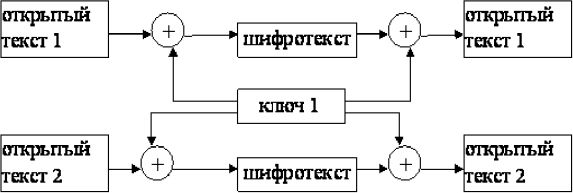 открытый
текст 1
+
шифротекст
+
открытый
текст 1
ключ 1
открытый
текст 2
+
шифротекст
+
открытый
текст 2